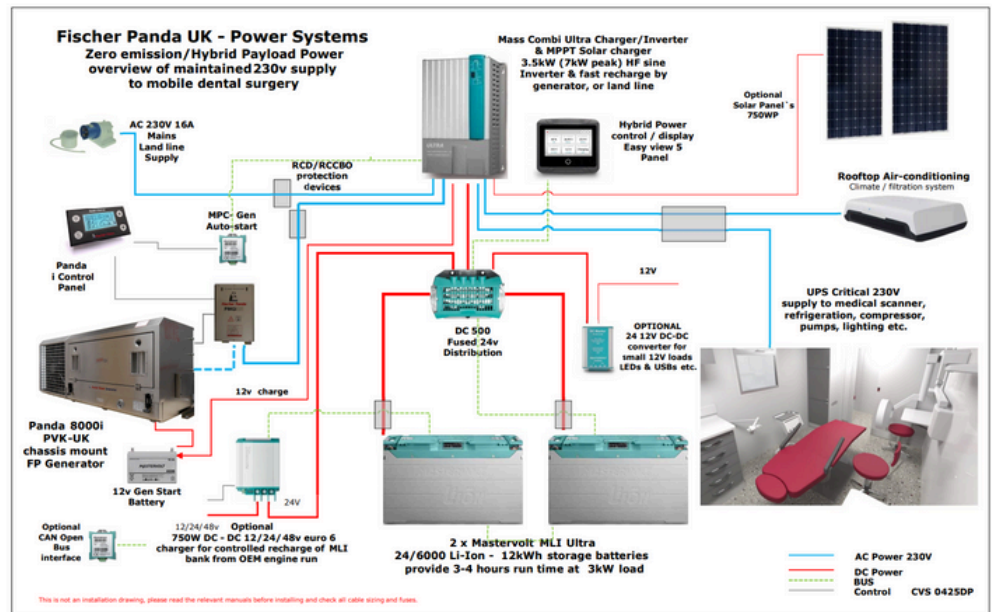 Fischer Panda UK - Power Systems
Zero emission/Hybrid Payload Power
overview of maintained 230v supply
to mobile dental surgery
Mass Combi Ultra Charger/Inverter
& MPPT Solar charger
3.5kW (7kW peak) HF sine
Inverter & fast recharge by
generator, or land line
Optional
Solar Panel`s
750WP
AC 230V 16A
Mains
Land line
Supply
RCD/RCCBO
protection
devices
Hybrid Power
control / display
Easy view 5
Panel
Rooftop Air-conditioning
Climate / filtration system
MPC- Gen
Auto-start
Panda
i Control
Panel
ULTRA
DC 500
Fused 24v
Distribution
12V
OPTIONAL
24 12V DC-DC
converter for
small 12V loads
LEDs & USBs etc.
UPS Critical 230V
supply to medical scanner,
refrigeration, compressor,
pumps, lighting etc.
Panda 8000i
PVK-UK
chassis mount
FP Generator
12v charge
MASTERVOLT
12v Gen Start
Battery
24V
Optional
CAN Open
Bus
interface
12/24/48v Optional
750W DC - DC 12/24/48v euro 6
charger for controlled recharge of MLI
bank from OEM engine run
2 x Mastervolt MLI Ultra
24/6000 Li-Ion - 12kWh storage batteries
provide 3-4 hours run time at 3kW load
AC Power 230V
DC Power
BUS
Control CVS 0425DP
This is not an installation drawing, please read the relevant manuals before installing and check all cable sizing and fuses.